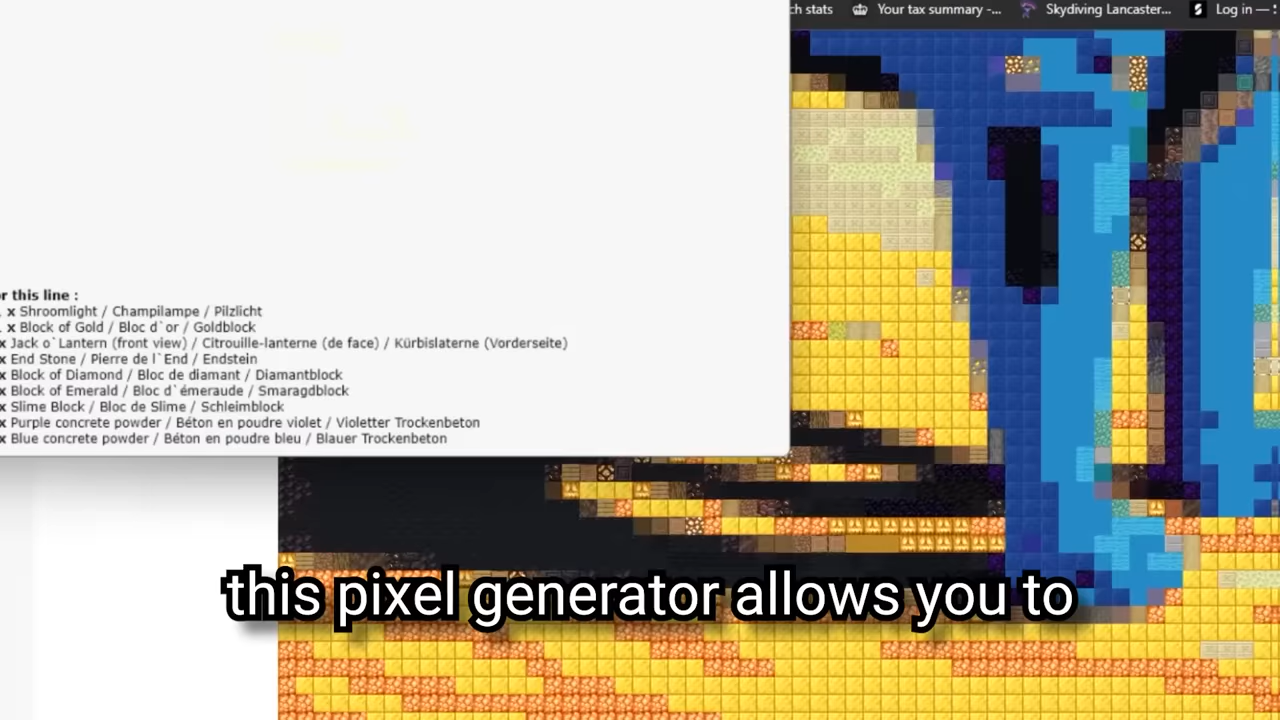 ch stats Your tax summary -... Skydiving Lancaster... Log in — :
r this line :
x Shroomlight / Champilampe / Pilzlicht
x Block of Gold / Bloc d`or / Goldblock
x Jack o`Lantern (front view) / Citrouille-lanterne (de face) / Kürbislaterne (Vorderseite)
x End Stone / Pierre de l`End / Endstein
x Block of Diamond / Bloc de diamant / Diamantblock
x Block of Emerald / Bloc d`émeraude / Smaragdblock
x Slime Block / Bloc de Slime / Schleimblock
x Purple concrete powder / Béton en poudre violet / Violetter Trockenbeton
x Blue concrete powder / Béton en poudre bleu / Blauer Trockenbeton
this pixel generator allows you to